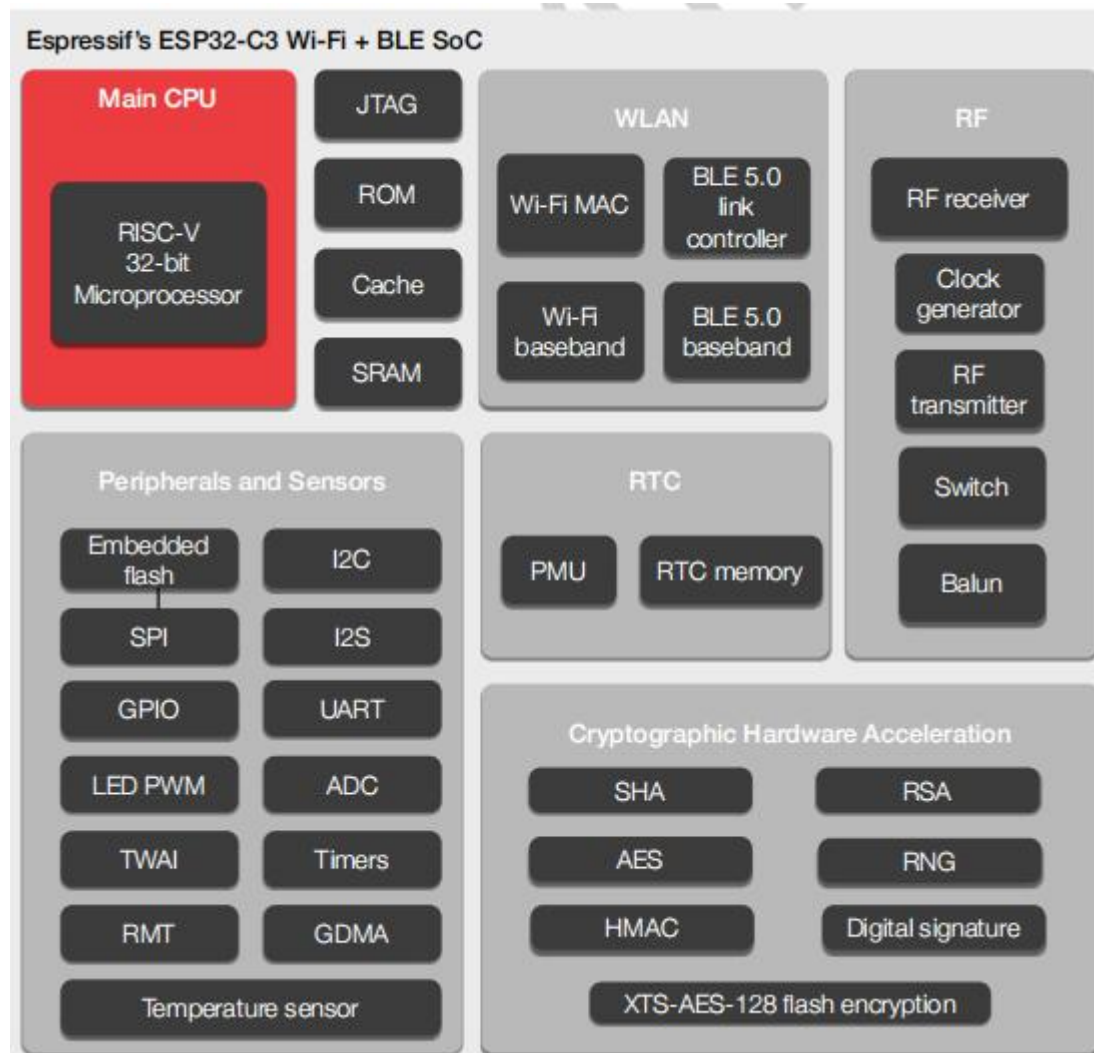 Espressif's ESP32-C3 Wi-Fi + BLE SoC
Main CPU
RISC-V
32-bit
Microprocessor
JTAG
ROM
Cache
SRAM
WLAN
Wi-Fi MAC
BLE 5.0
link
controller
Wi-Fi
baseband
BLE 5.0
baseband
RF
RF receiver
Clock
generator
RF
transmitter
Switch
Balun
Peripherals and Sensors
Embedded
flash
I2C
SPI
I2S
GPIO
UART
LED PWM
ADC
TWAI
Timers
RMT
GDMA
Temperature sensor
RTC
PMU
RTC memory
Cryptographic Hardware Acceleration
SHA
RSA
AES
RNG
HMAC
Digital signature
XTS-AES-128 flash encryption